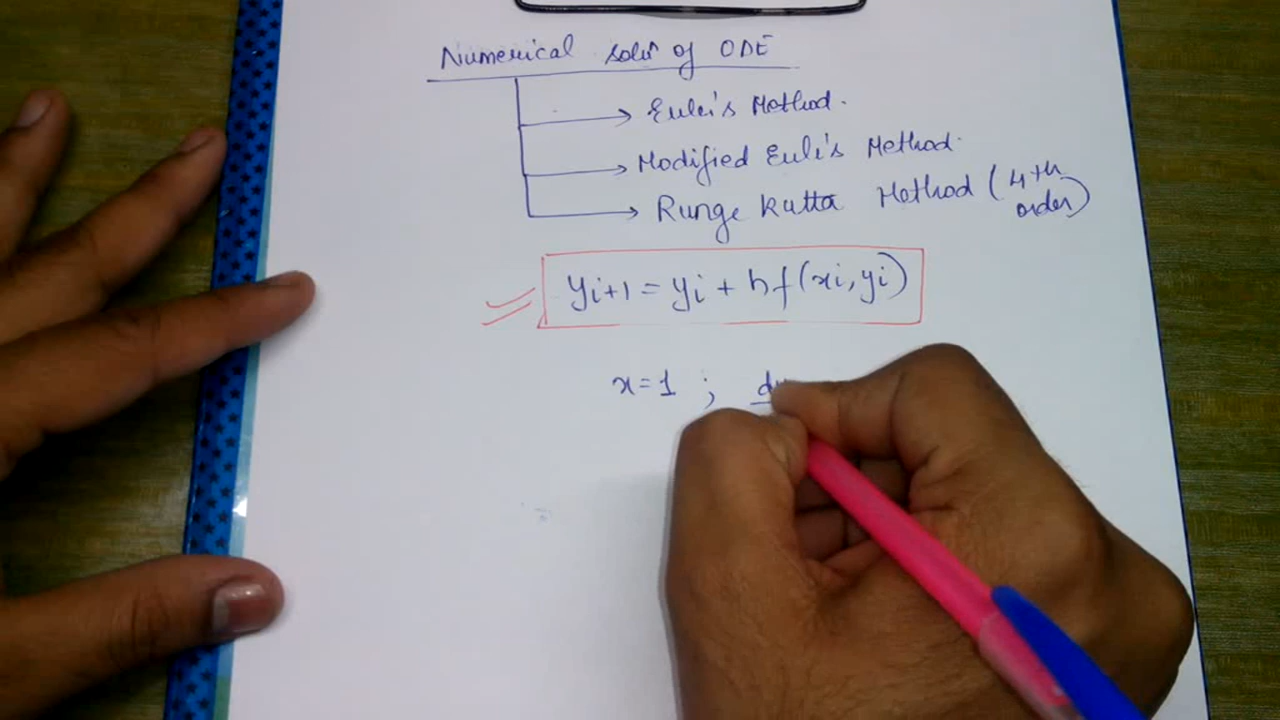 Numerical solⁿ of ODE
→ Euler's Method.
→ Modified Euler's Method.
→ Runge Kutta Method (4th order)
yi+1 = yi + hf(xi, yi)
x=1 ; dy